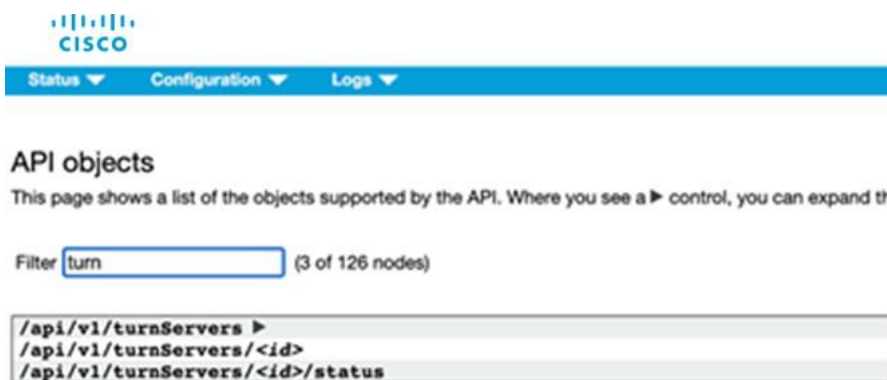 CISCO
Status Configuration Logs
API objects
This page shows a list of the objects supported by the API. Where you see a ▶ control, you can expand th
Filter turn (3 of 126 nodes)
/api/v1/turnServers ▶
/api/v1/turnServers/<id>
/api/v1/turnServers/<id>/status